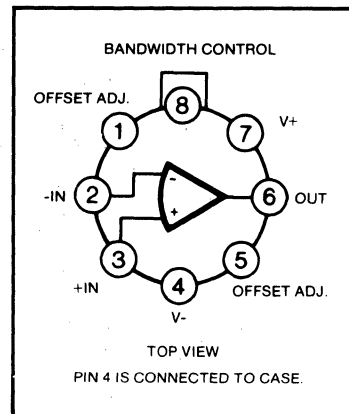 BANDWIDTH CONTROL
OFFSET ADJ.
8
1
7
V+
-IN
2
-
+
6
OUT
3
5
+IN
4
OFFSET ADJ.
V-
TOP VIEW
PIN 4 IS CONNECTED TO CASE.